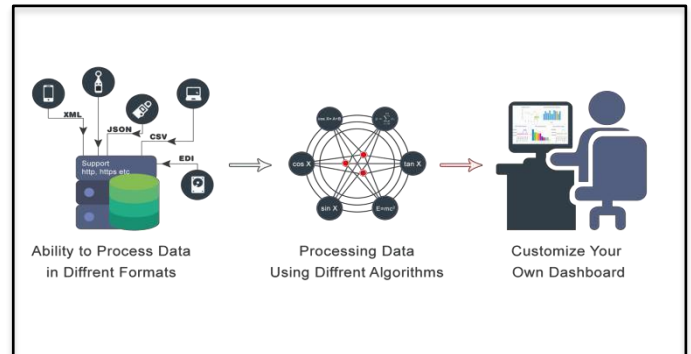 XML
JSON
CSV
EDI
Support
http, https etc
cos X
tan X
sin X
E=mc²
Ability to Process Data
in Diffrent Formats
Processing Data
Using Diffrent Algorithms
Customize Your
Own Dashboard